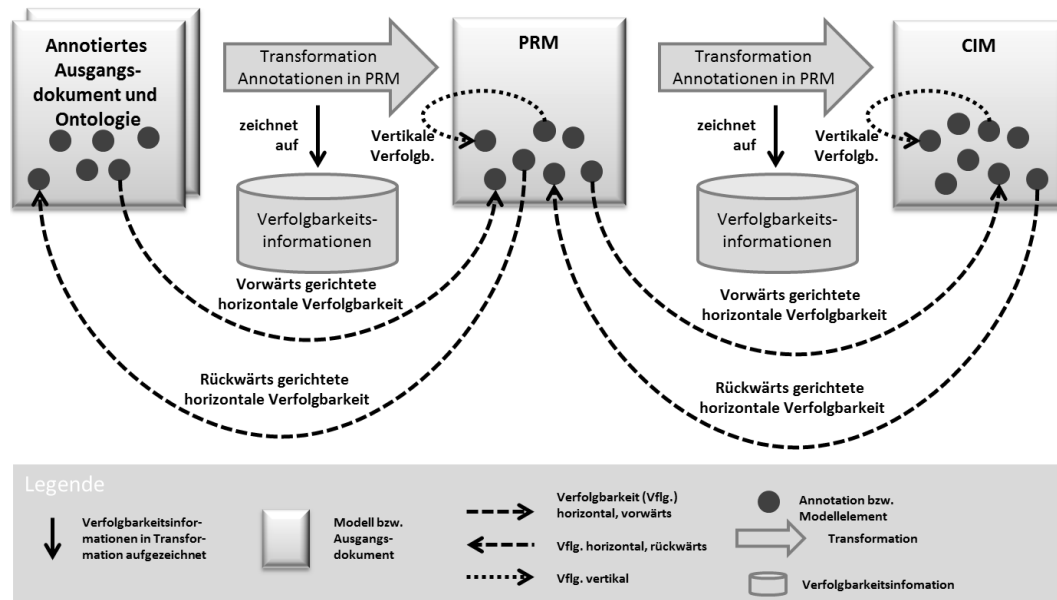 Annotiertes
Ausgangs-
dokument und
Ontologie
Transformation
Annotationen in PRM
zeichnet
auf
Verfolgbarkeits-
informationen
PRM
Vertikale
Verfolgb.
Transformation
Annotationen in PRM
zeichnet
auf
Verfolgbarkeits-
informationen
CIM
Vertikale
Verfolgb.
Vorwärts gerichtete
horizontale Verfolgbarkeit
Rückwärts gerichtete
horizontale Verfolgbarkeit
Vorwärts gerichtete
horizontale Verfolgbarkeit
Rückwärts gerichtete
horizontale Verfolgbarkeit
Legende
Verfolgbarkeitsinfor-
mationen in Transfor-
mation aufgezeichnet
Modell bzw.
Ausgangs-
dokument
Verfolgbarkeit (Vflg.)
horizontal, vorwärts
Vflg. horizontal, rückwärts
Vflg. vertikal
Annotation bzw.
Modellelement
Transformation
Verfolgbarkeitsinfomation